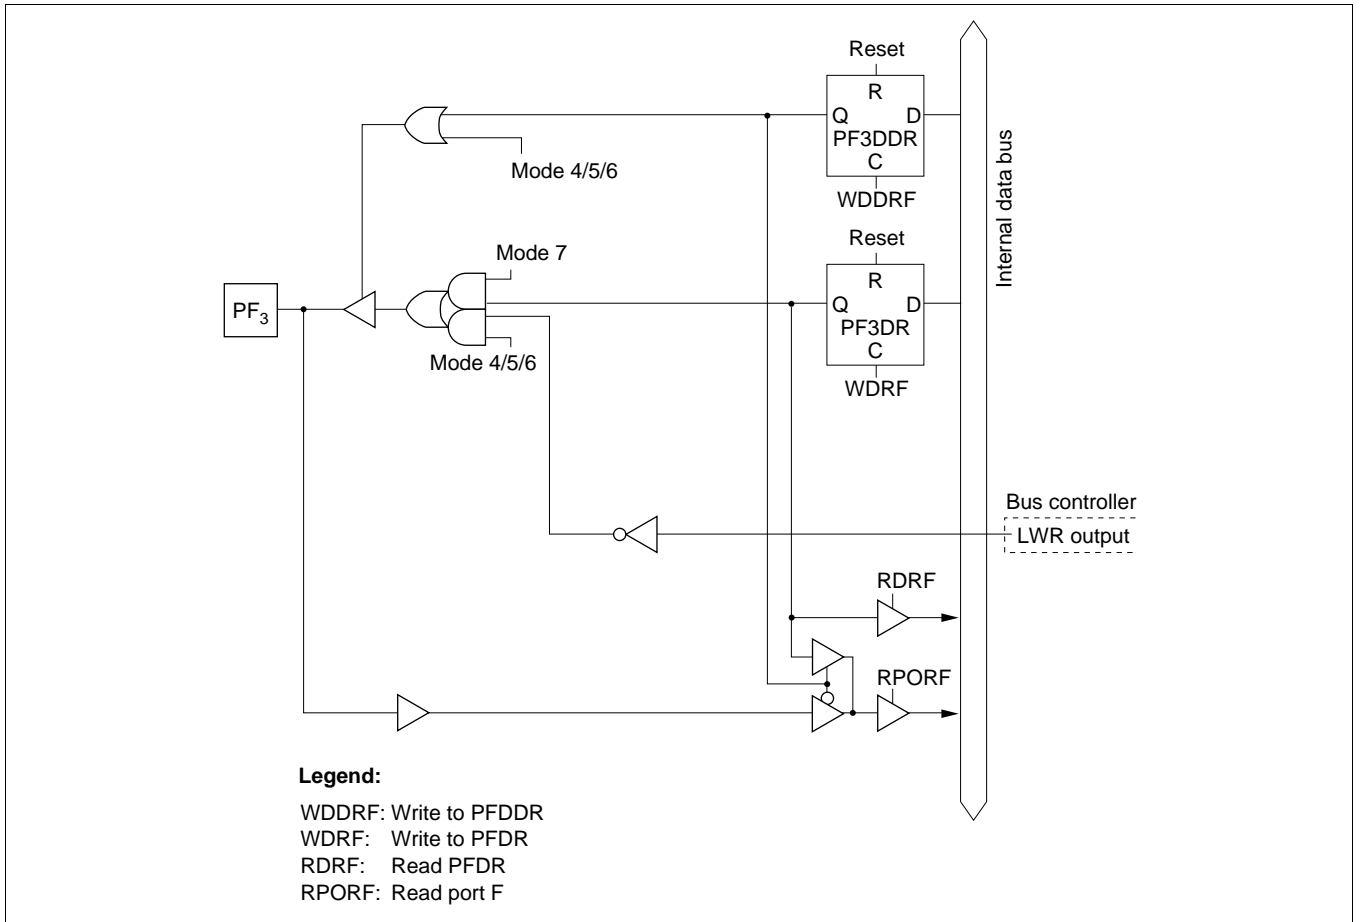 Reset
R
Q D
PF3DDR
C
WDDRF
Mode 4/5/6
Internal data bus
Reset
R
Q D
PF3DR
C
WDRF
Mode 7
PF3
Mode 4/5/6
Bus controller
LWR output
RDRF
RPORF
Legend:
WDDRF: Write to PFDDR
WDRF: Write to PFDR
RDRF: Read PFDR
RPORF: Read port F